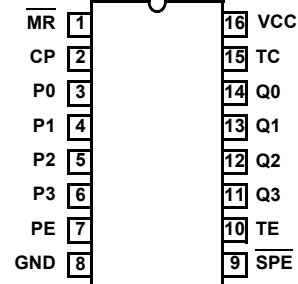 MR 1 16 VCC
CP 2 15 TC
P0 3 14 Q0
P1 4 13 Q1
P2 5 12 Q2
P3 6 11 Q3
PE 7 10 TE
GND 8 9 SPE